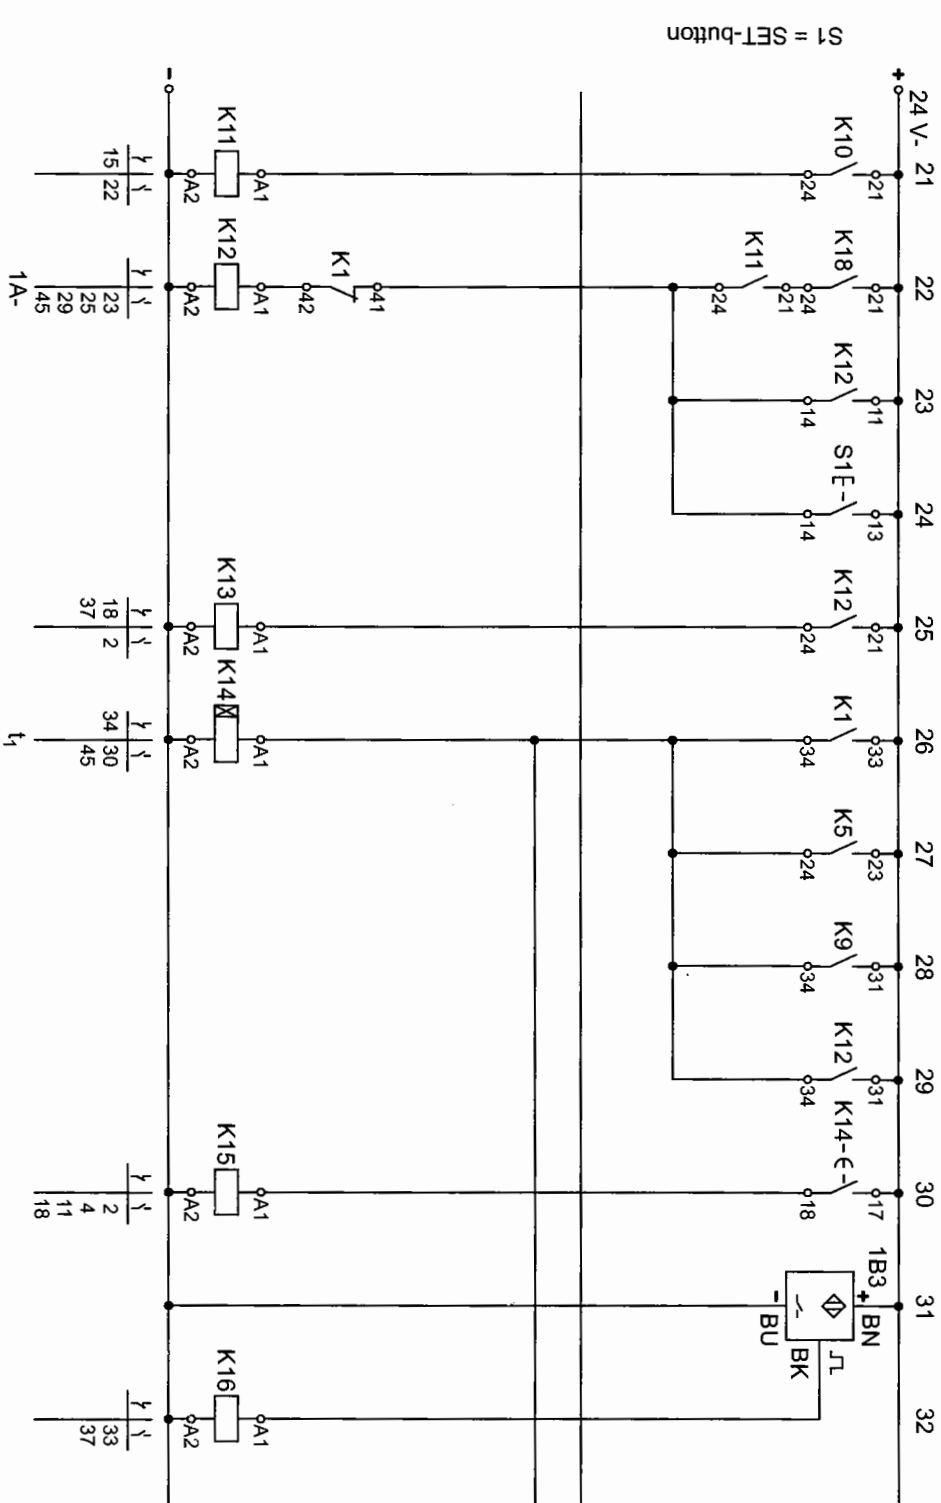 24 V- 21 22 23 24 25 26 27 28 29 30 31 32
+
21 21 11 13 21 33 23 31 31 17 1B3 + BN
K10 K18 K12 S1 K12 K1 K5 K9 K12 K14
24 24 14 14 24 34 24 34 34 18 - BU BK
21
K11
24
41
K1
42
A1 A1 A1 A1 A1 A1
K11 K12 K13 K14 K15 K16
A2 A2 A2 A2 A2 A2
-
15 22 23 18 2 34 30 2 33
25 37 45 4 37
29 11
45 18
1A- t₁
S1 = SET-button